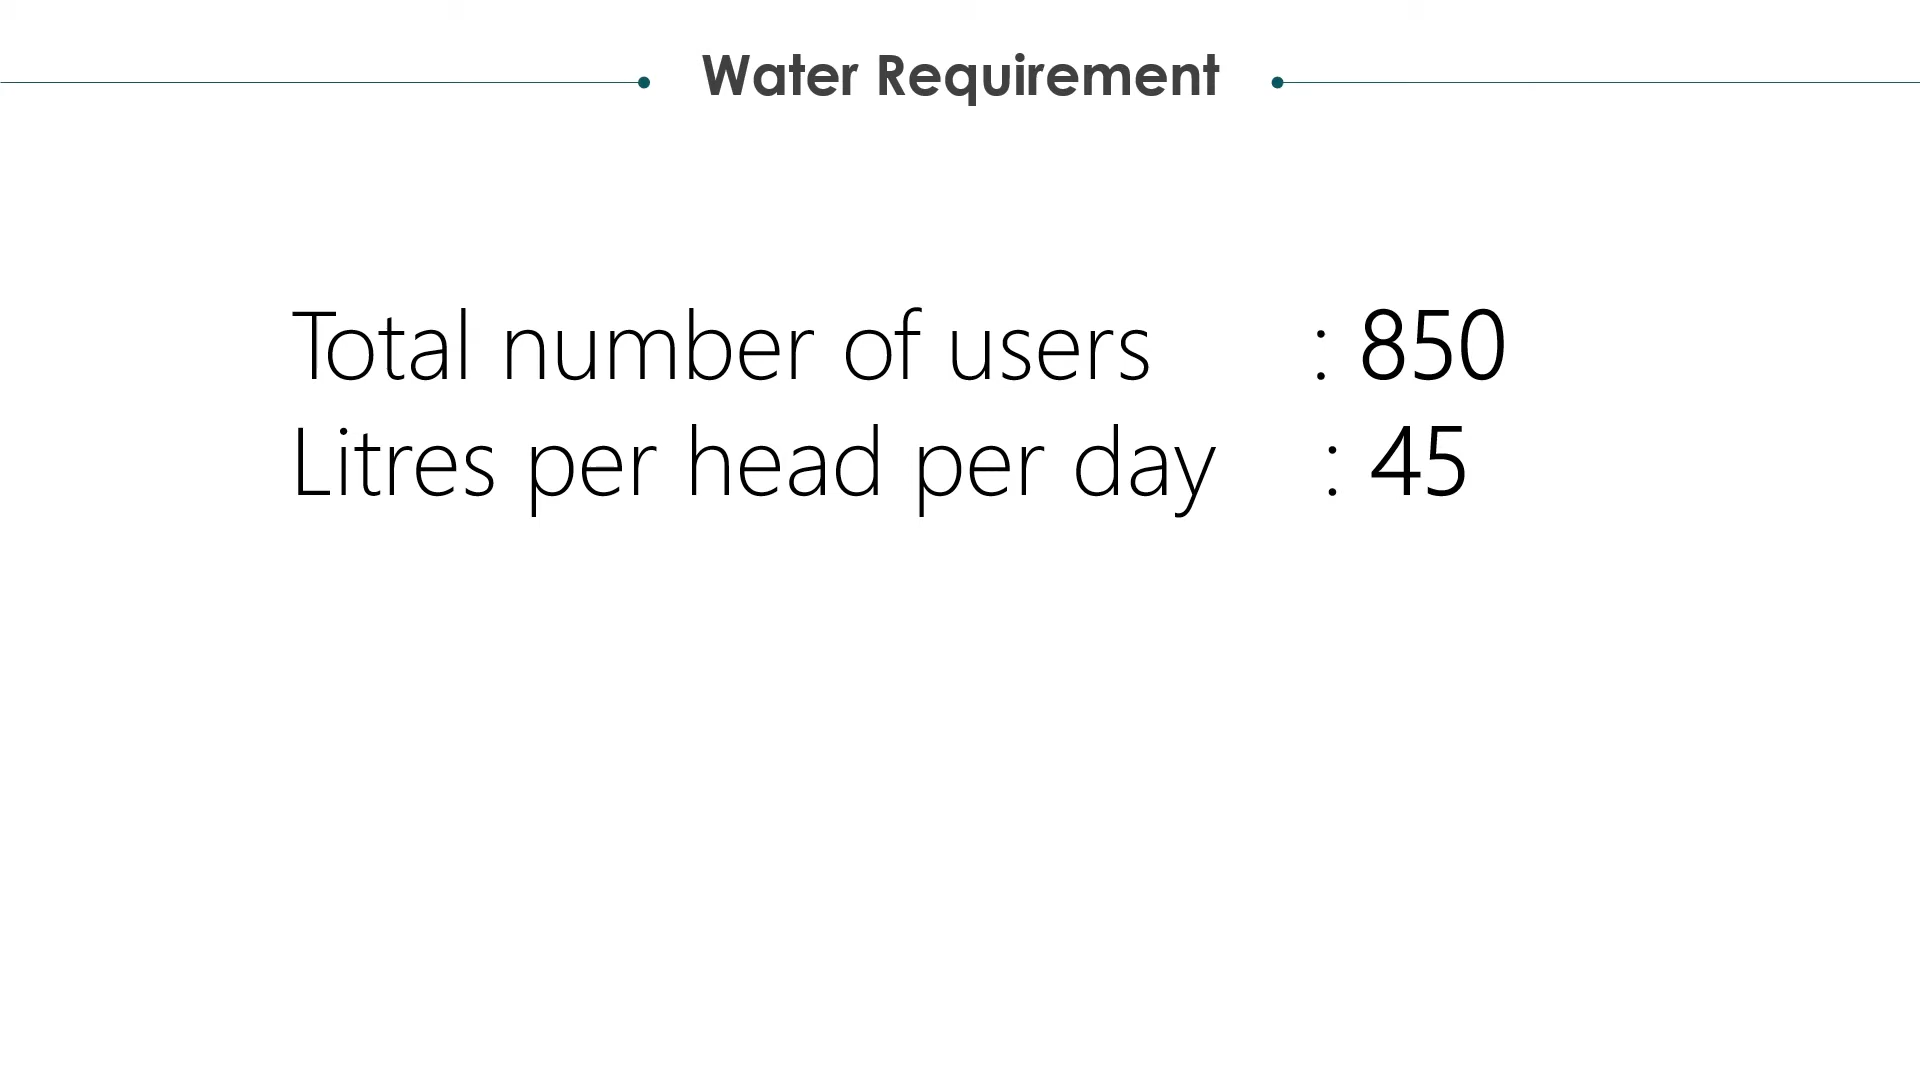 Water Requirement
Total number of users : 850
Litres per head per day : 45